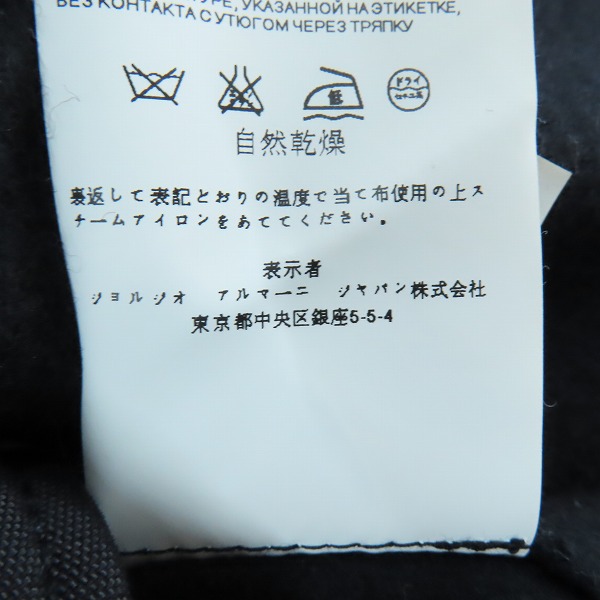 ТУРЕ, УКАЗАННОЙ НА ЭТИКЕТКЕ,
БЕЗ КОНТАКТА С УТЮГОМ ЧЕРЕЗ ТРЯПКУ
低
ドライ
自然乾燥
裏返して表記とおりの温度で当て布使用の上ス
チームアイロンをあててください。
表示者
ジョルジオ アルマーニ ジャパン株式会社
東京都中央区銀座5-5-4